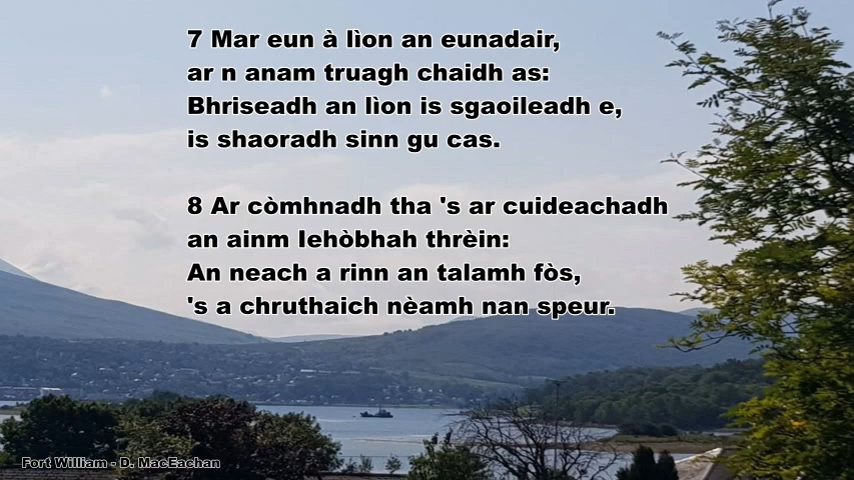 7 Mar eun à lìon an eunadair,
ar n anam truagh chaidh as:
Bhriseadh an lìon is sgaoileadh e,
is shaoradh sinn gu cas.
8 Ar còmhnadh tha 's ar cuideachadh
an ainm Iehòbhah thrèin:
An neach a rinn an talamh fòs,
's a chruthaich nèamh nan speur.
Fort William - D. MacEachan